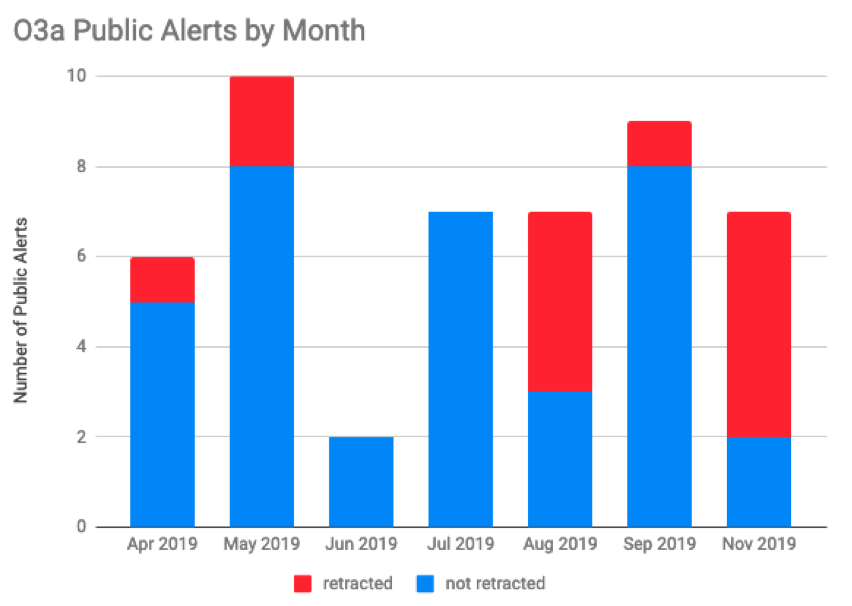 O3a Public Alerts by Month
Number of Public Alerts
10
8
6
4
2
0
Apr 2019 May 2019 Jun 2019 Jul 2019 Aug 2019 Sep 2019 Nov 2019
retracted not retracted